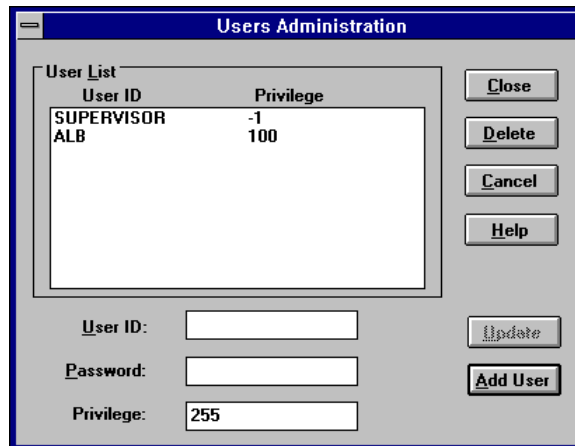 Users Administration
User List
User ID Privilege
SUPERVISOR -1
ALB 100
Close
Delete
Cancel
Help
User ID:
Password:
Privilege: 255
Update
Add User